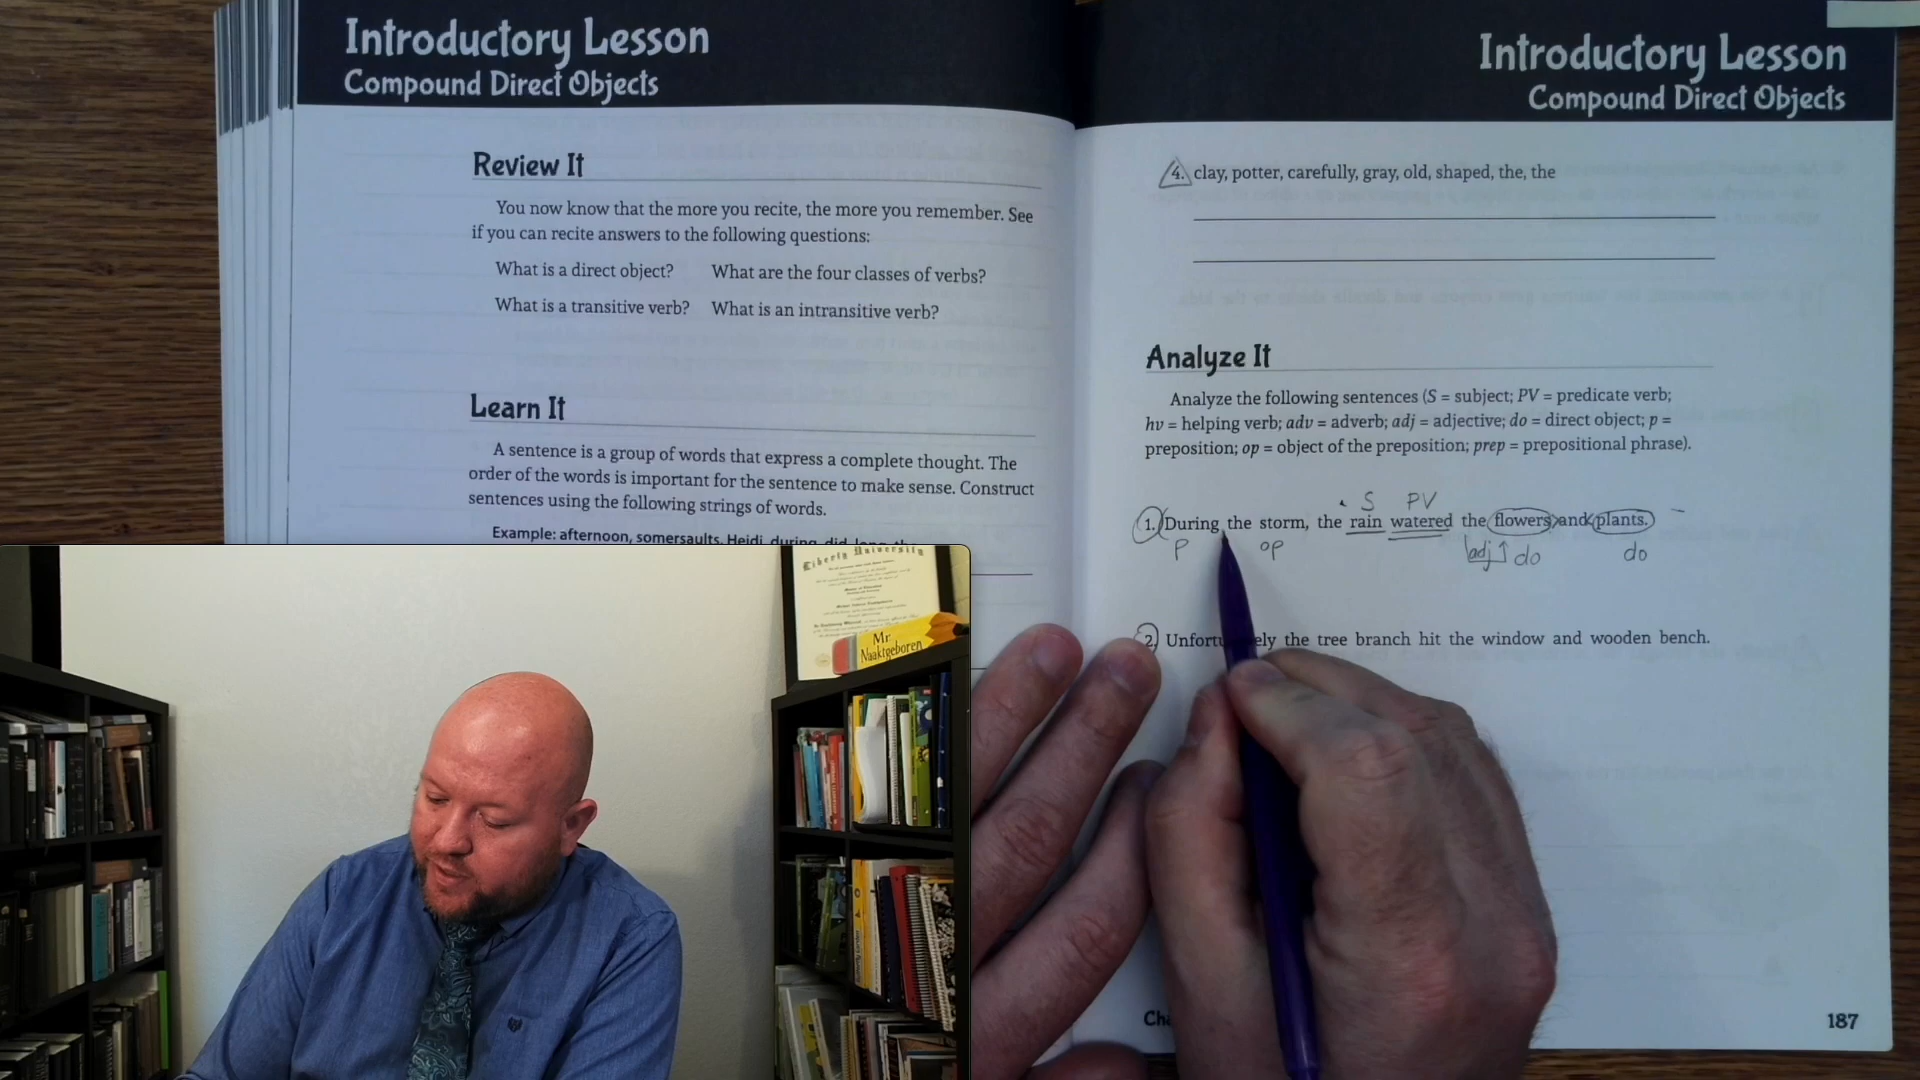 Introductory Lesson
Compound Direct Objects
Review It
You now know that the more you recite, the more you remember. See
if you can recite answers to the following questions:
What is a direct object? What are the four classes of verbs?
What is a transitive verb? What is an intransitive verb?
Learn It
A sentence is a group of words that express a complete thought. The
order of the words is important for the sentence to make sense. Construct
sentences using the following strings of words.
Example: afternoon, somersaults, Heidi, during, did, long, the
Introductory Lesson
Compound Direct Objects
4. clay, potter, carefully, gray, old, shaped, the, the
Analyze It
Analyze the following sentences (S = subject; PV = predicate verb;
hv = helping verb; adv = adverb; adj = adjective; do = direct object; p =
preposition; op = object of the preposition; prep = prepositional phrase).
S PV
1. During the storm, the rain watered the flowers and plants.
p op adj do do
2. the tree branch hit the window and wooden bench.
187
Liberty University
Mr.
Naaktgeboren